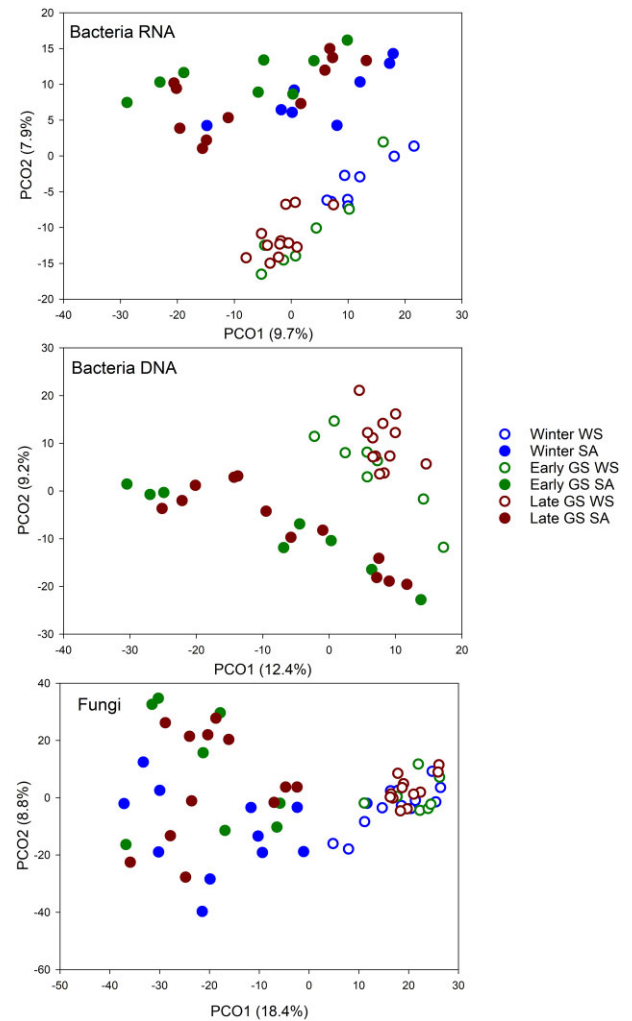 Bacteria RNA
20
15
10
5
0
-5
-10
-15
-20
PCO2 (7.9%)
-40 -30 -20 -10 0 10 20 30
PCO1 (9.7%)
Bacteria DNA
30
20
10
0
-10
-20
-30
PCO2 (9.2%)
-40 -30 -20 -10 0 10 20
PCO1 (12.4%)
Winter WS
Winter SA
Early GS WS
Early GS SA
Late GS WS
Late GS SA
Fungi
40
20
0
-20
-40
-60
PCO2 (8.8%)
-50 -40 -30 -20 -10 0 10 20 30
PCO1 (18.4%)